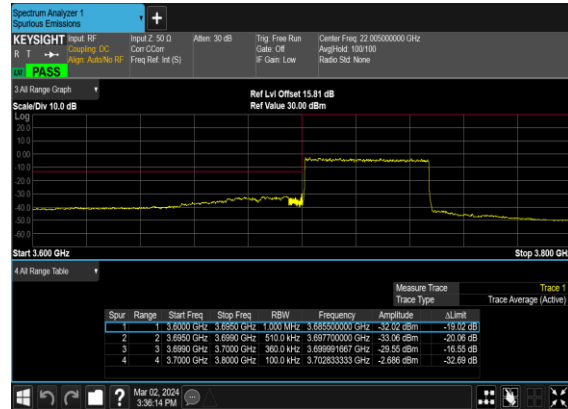 Spectrum Analyzer 1
Spurious Emissions
KEYSIGHT Input: RF Input Z: 50 Ω Atten: 30 dB Trig: Free Run Center Freq: 22.005000000 GHz
R T Coupling: DC Corr CCorr Gate: Off Avg|Hold: 100/100
Align: Auto/No RF Freq Ref: Int (S) IF Gain: Low Radio Std: None
LW PASS
3 All Range Graph
Ref Lvl Offset 15.81 dB
Scale/Div 10.0 dB Ref Value 30.00 dBm
Log
20.0
10.0
0.00
-10.0
-20.0
-30.0
-40.0
-50.0
-60.0
Start 3.600 GHz Stop 3.800 GHz
4 All Range Table
Measure Trace Trace 1
Trace Type Trace Average (Active)
Spur Range Start Freq Stop Freq RBW Frequency Amplitude ΔLimit
1 1 3.6000 GHz 3.6950 GHz 1.000 MHz 3.685500000 GHz -32.02 dBm -19.02 dB
2 2 3.6950 GHz 3.6990 GHz 510.0 kHz 3.697700000 GHz -33.06 dBm -20.06 dB
3 3 3.6990 GHz 3.7000 GHz 360.0 kHz 3.699991667 GHz -29.55 dBm -16.55 dB
4 4 3.7000 GHz 3.8000 GHz 100.0 kHz 3.702833333 GHz -2.686 dBm -32.69 dB
? Mar 02, 2024
3:36:14 PM